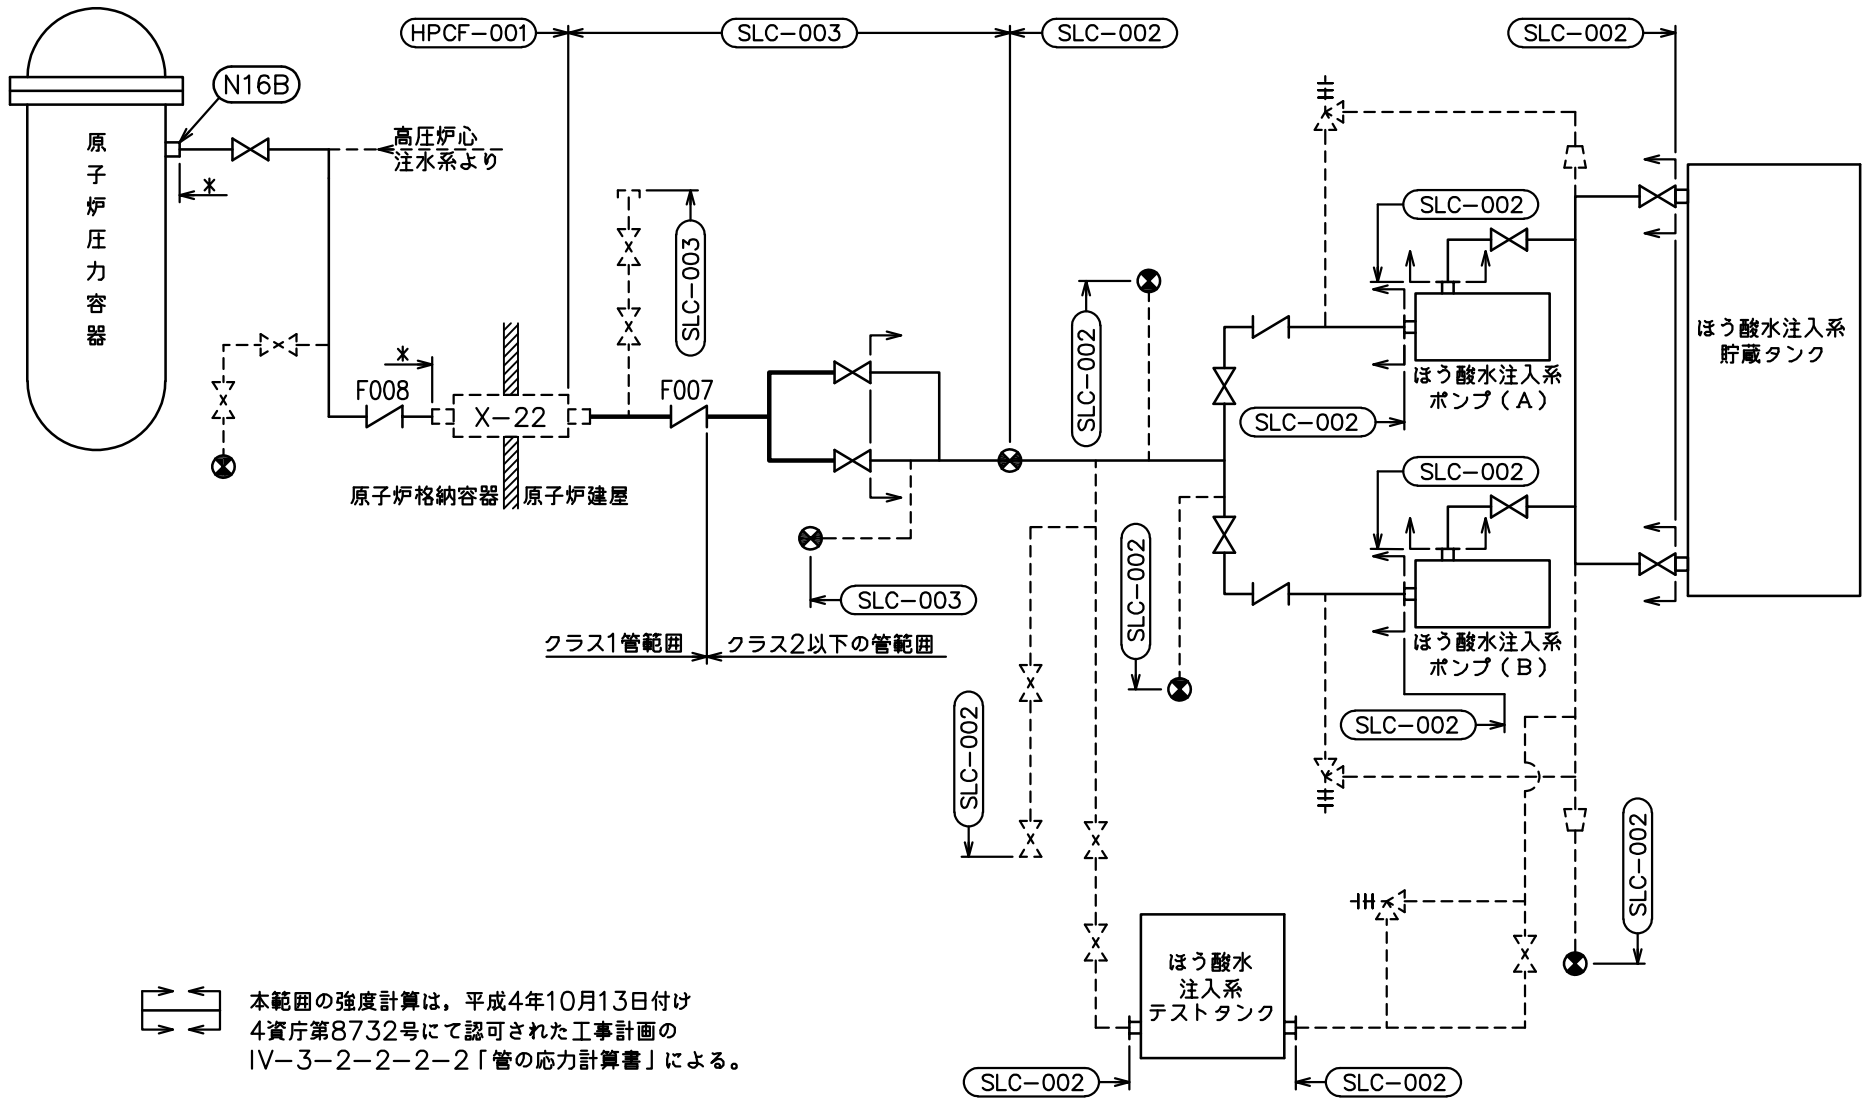 HPCF-001
SLC-003
SLC-002
SLC-002
N16B
原子炉圧力容器
高圧炉心
注水系より
*
SLC-003
SLC-002
SLC-002
ほう酸水注入系
貯蔵タンク
*
F008
X-22
F007
ほう酸水注入系
ポンプ(A)
SLC-002
SLC-002
原子炉格納容器
原子炉建屋
SLC-003
SLC-002
クラス1管範囲
クラス2以下の管範囲
ほう酸水注入系
ポンプ(B)
SLC-002
SLC-002
SLC-002
ほう酸水
注入系
テストタンク
SLC-002
SLC-002
本範囲の強度計算は，平成4年10月13日付け
4資庁第8732号にて認可された工事計画の
IV-3-2-2-2-2「管の応力計算書」による。